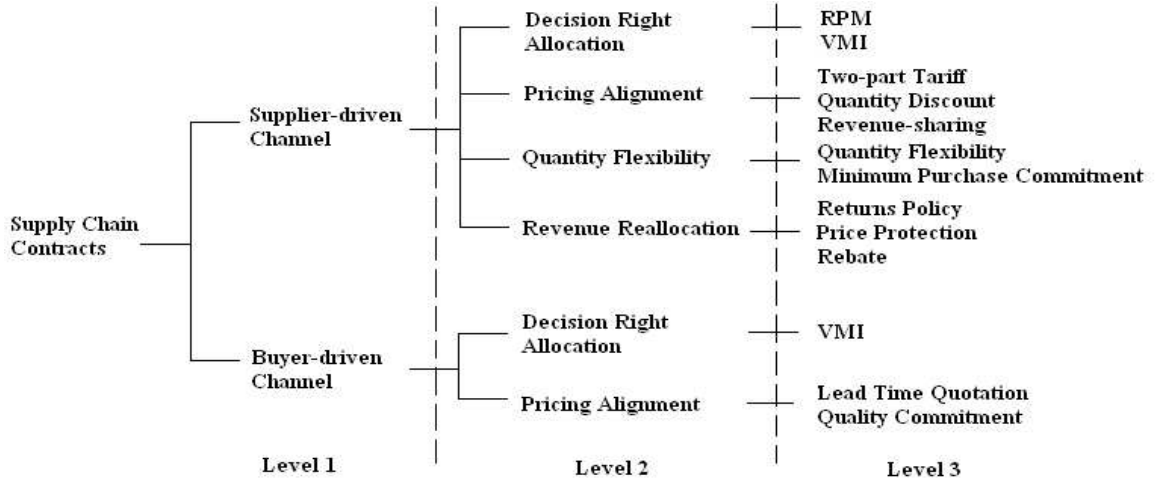 Decision Right
Allocation
RPM
VMI
Supplier-driven
Channel
Pricing Alignment
Two-part Tariff
Quantity Discount
Revenue-sharing
Quantity Flexibility
Quantity Flexibility
Minimum Purchase Commitment
Supply Chain
Contracts
Revenue Reallocation
Returns Policy
Price Protection
Rebate
Buyer-driven
Channel
Decision Right
Allocation
VMI
Pricing Alignment
Lead Time Quotation
Quality Commitment
Level 1
Level 2
Level 3